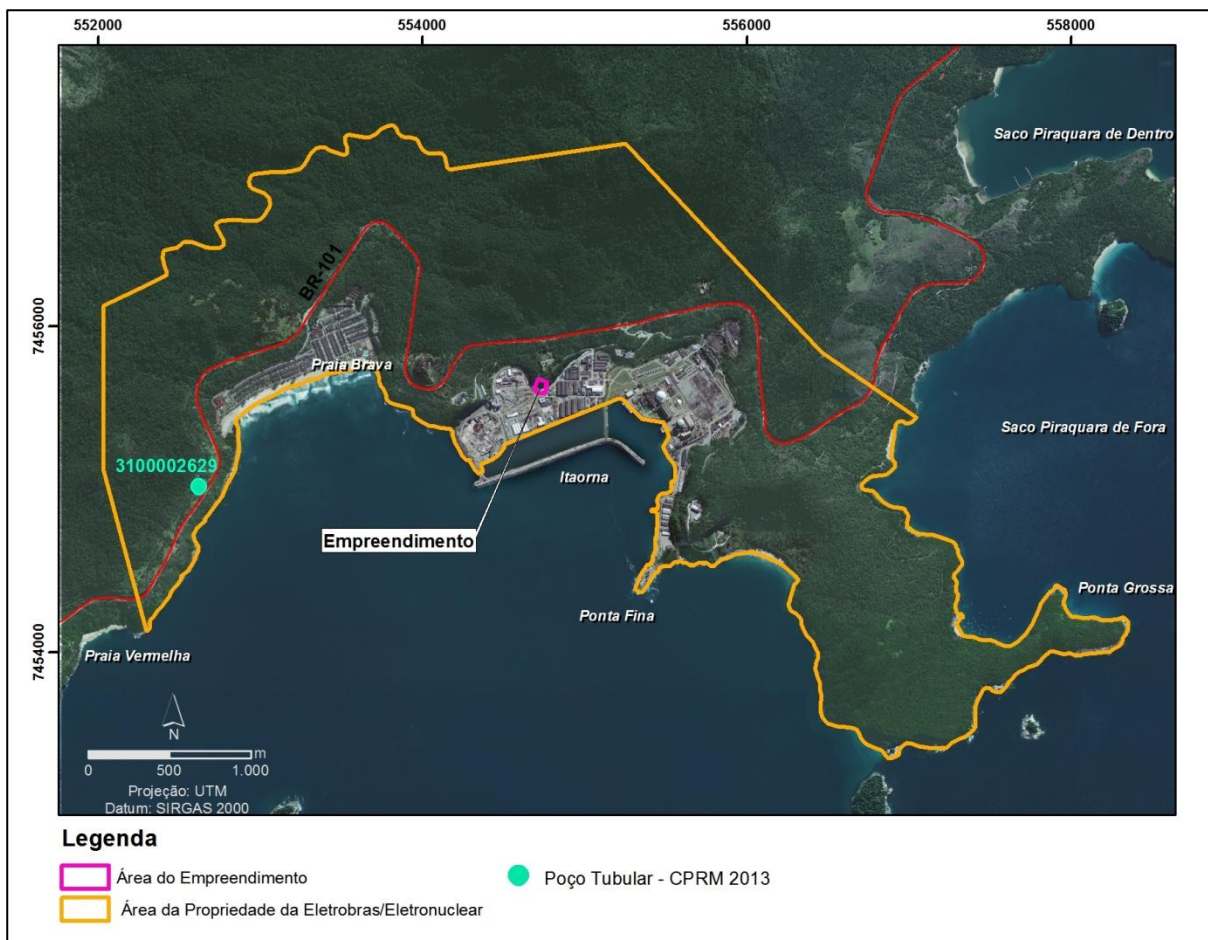 552000
554000
556000
558000
Saco Piraquara de Dentro
BR-101
7456000
Praia Brava
Saco Piraquara de Fora
3100002629
Itaorna
Empreendimento
Ponta Grossa
Ponta Fina
7454000
Praia Vermelha
N
m
0 500 1.000
Projeção: UTM
Datum: SIRGAS 2000
Legenda
Área do Empreendimento
Poço Tubular - CPRM 2013
Área da Propriedade da Eletrobras/Eletronuclear